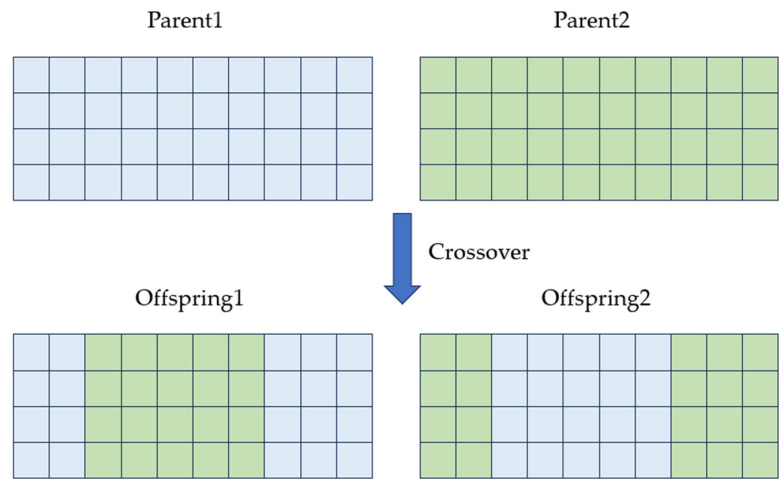 Parent1
Parent2
Crossover
Offspring1
Offspring2